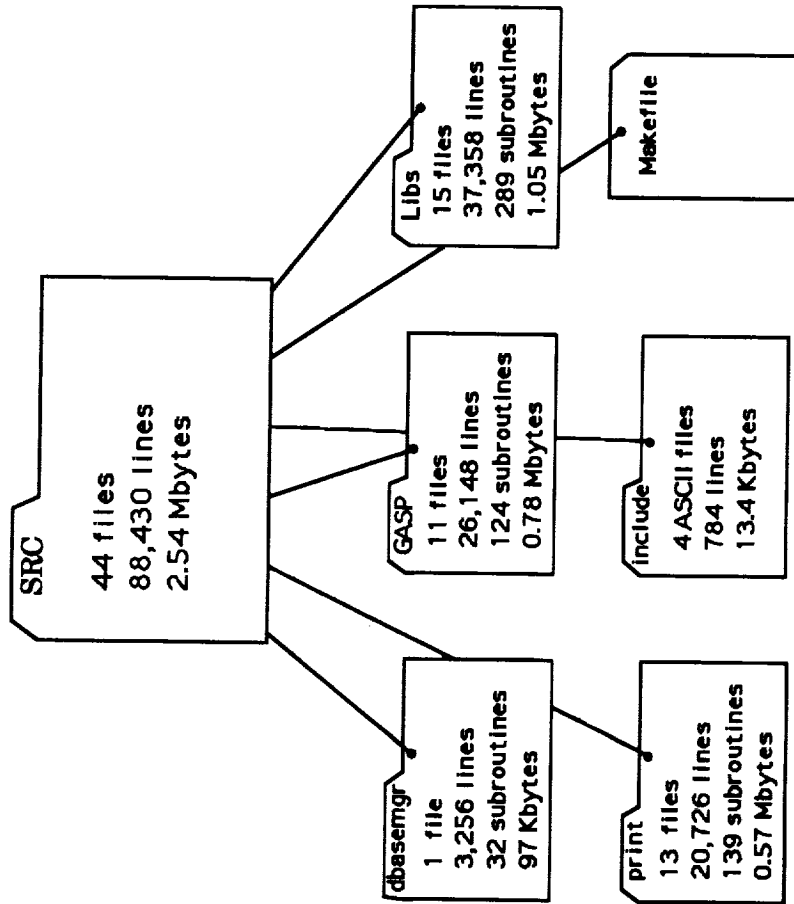 SRC
44 files
88,430 lines
2.54 Mbytes
dbasemgr
1 file
3,256 lines
32 subroutines
97 Kbytes
GASP
11 files
26,148 lines
124 subroutines
0.78 Mbytes
Libs
15 files
37,358 lines
289 subroutines
1.05 Mbytes
print
13 files
20,726 lines
139 subroutines
0.57 Mbytes
include
4 ASCII files
784 lines
13.4 Kbytes
Makefile